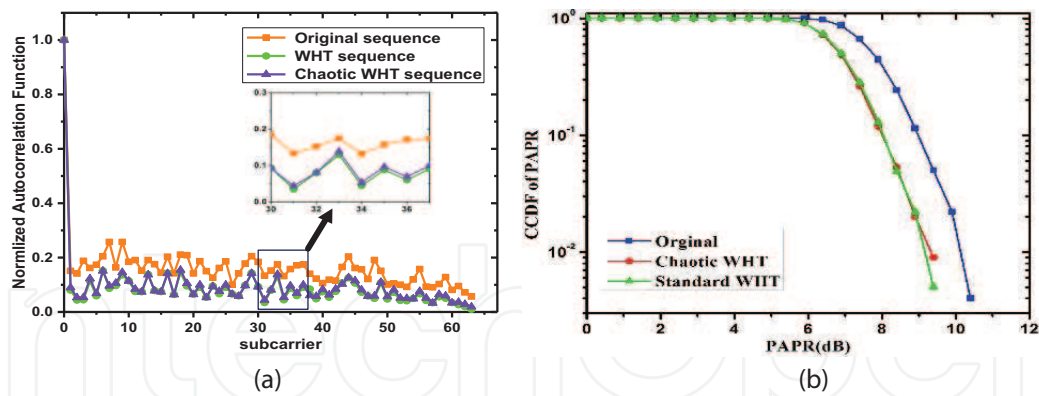 (a)
Normilized Autocorrelation Function
1.0
0.8
0.6
0.4
0.2
0.0
Original sequence
WHT sequence
Chaotic WHT sequence
0.3
0.2
0.1
0.0
30 32 34 36
0 10 20 30 40 50 60
subcarrier
(a)
(b)
CCDF of PAPR
10^0
10^-1
10^-2
Orginal
Chaotic WHT
Standard WHT
0 2 4 6 8 10 12
PAPR(dB)
(b)